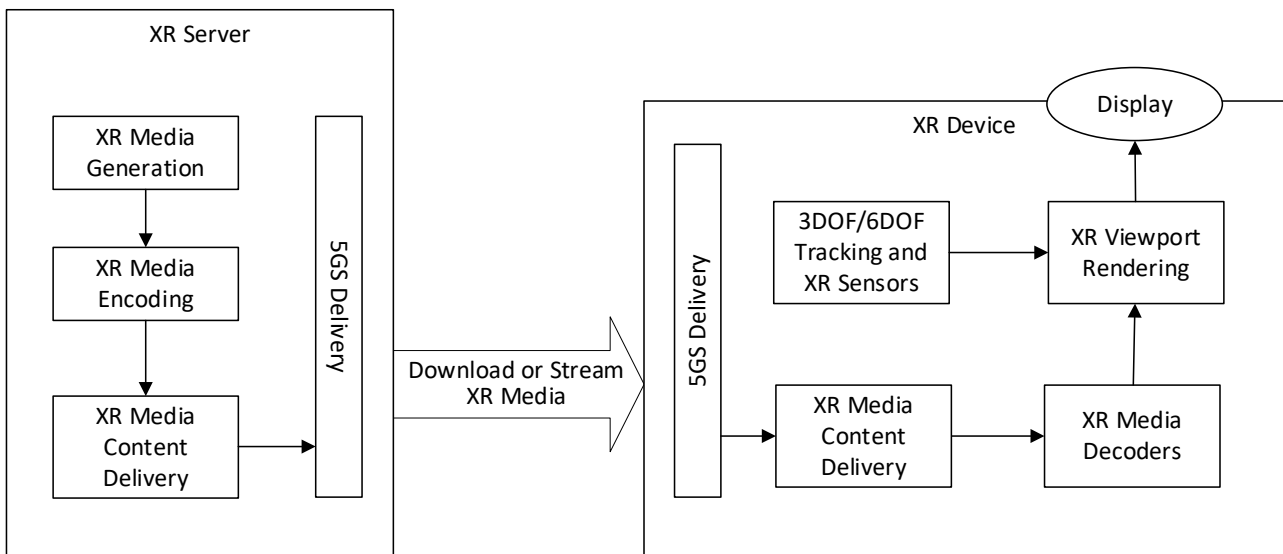 XR Server
XR Media
Generation
XR Media
Encoding
XR Media
Content
Delivery
5GS Delivery
Download or Stream
XR Media
Display
XR Device
5GS Delivery
3DOF/6DOF
Tracking and
XR Sensors
XR Viewport
Rendering
XR Media
Content
Delivery
XR Media
Decoders